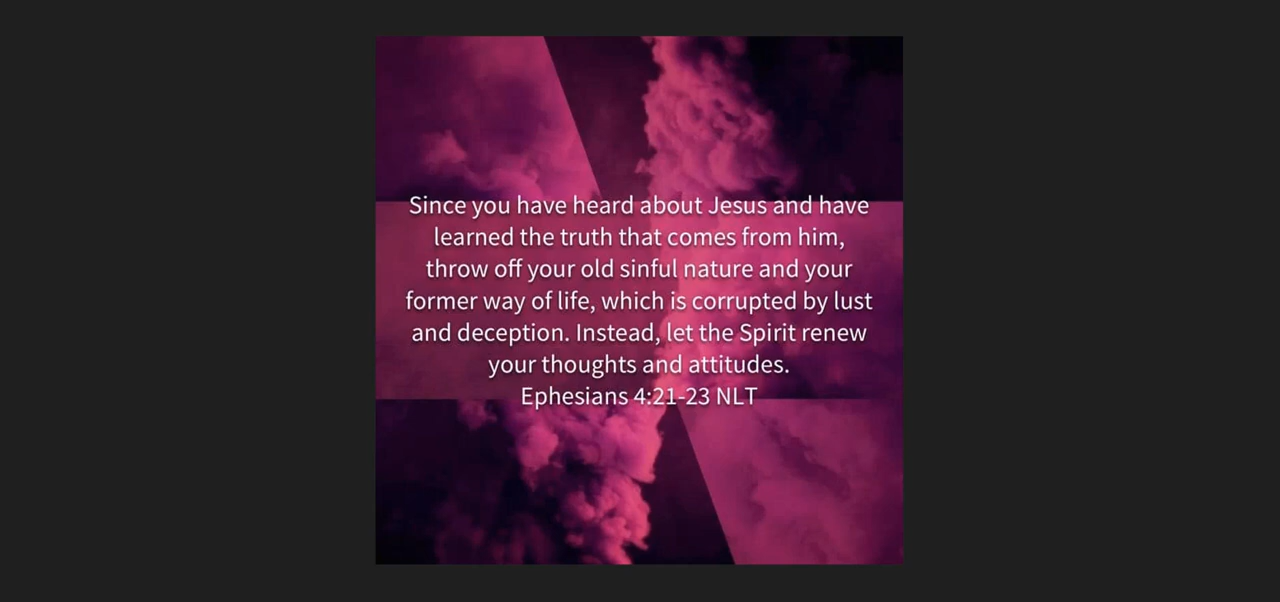 Since you have heard about Jesus and have
learned the truth that comes from him,
throw off your old sinful nature and your
former way of life, which is corrupted by lust
and deception. Instead, let the Spirit renew
your thoughts and attitudes.
Ephesians 4:21-23 NLT